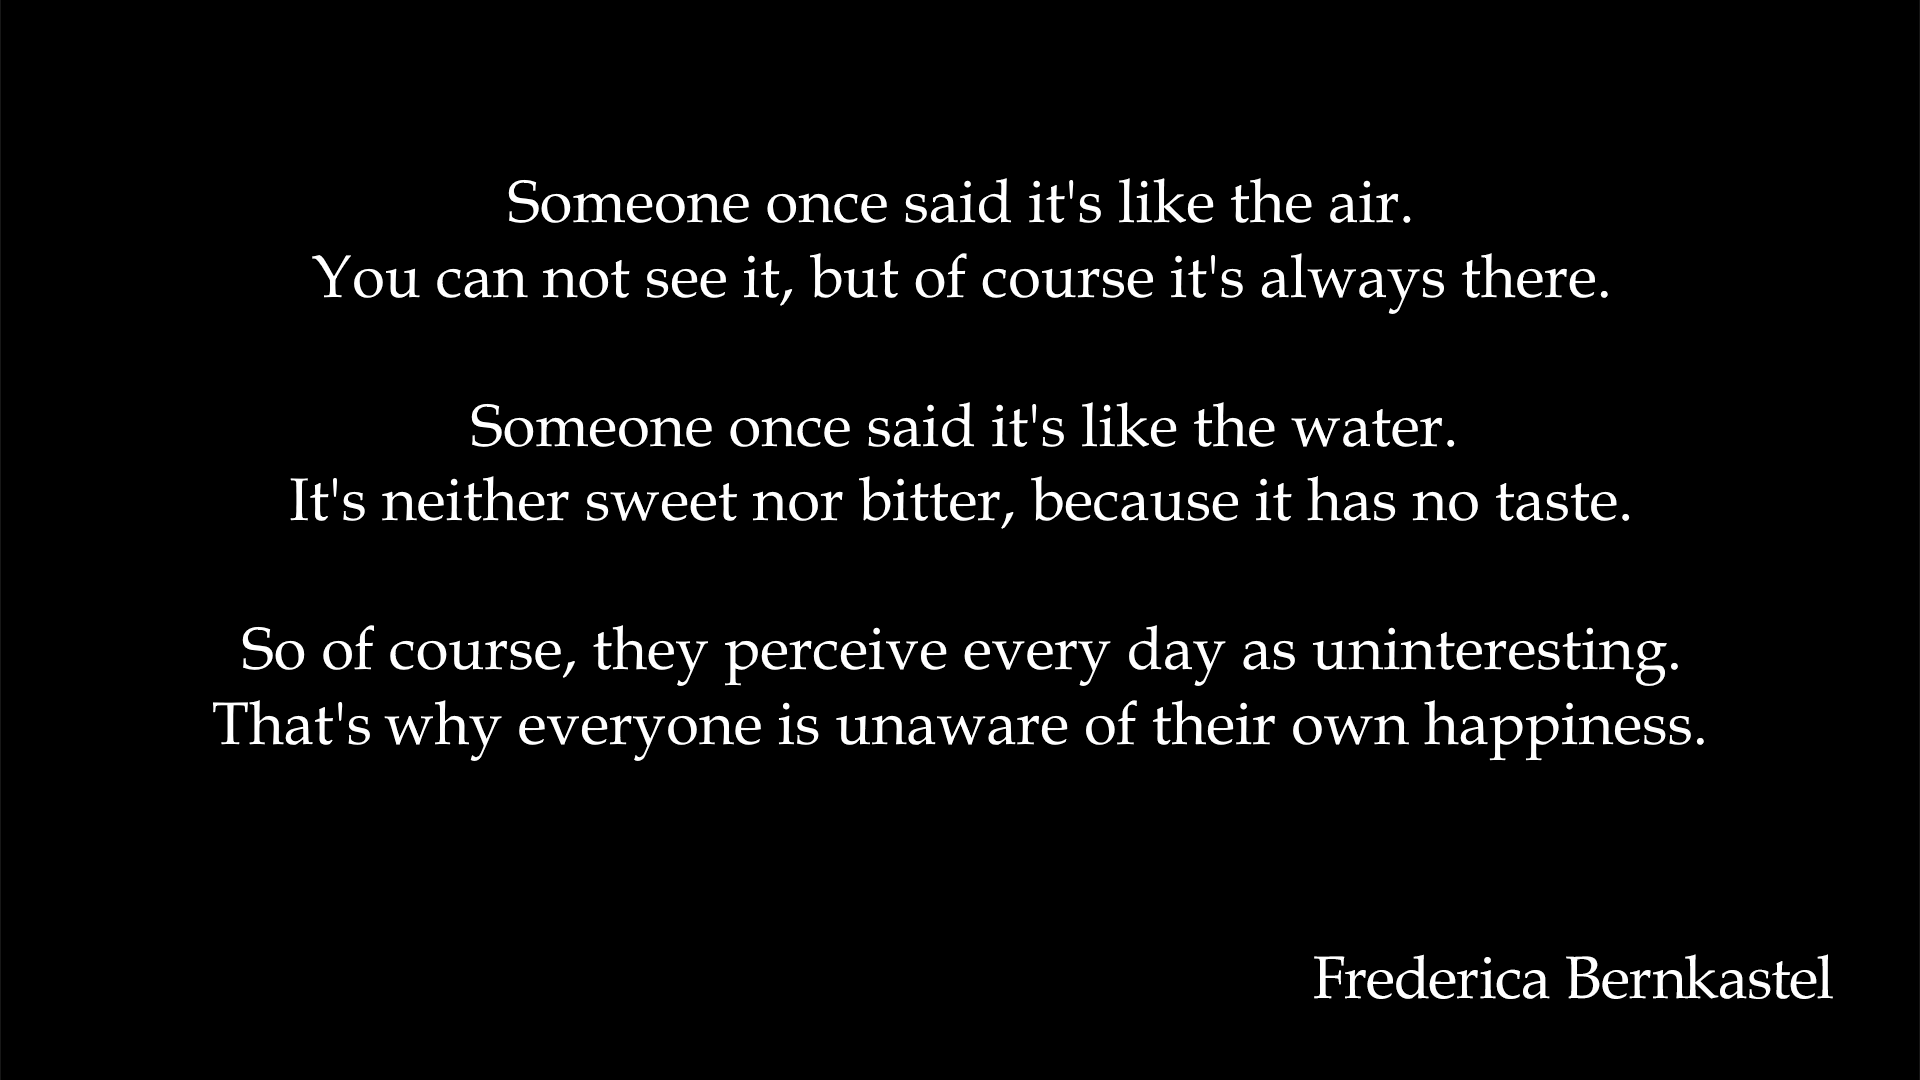 Someone once said it's like the air.
You can not see it, but of course it's always there.
Someone once said it's like the water.
It's neither sweet nor bitter, because it has no taste.
So of course, they perceive every day as uninteresting.
That's why everyone is unaware of their own happiness.
Frederica Bernkastel